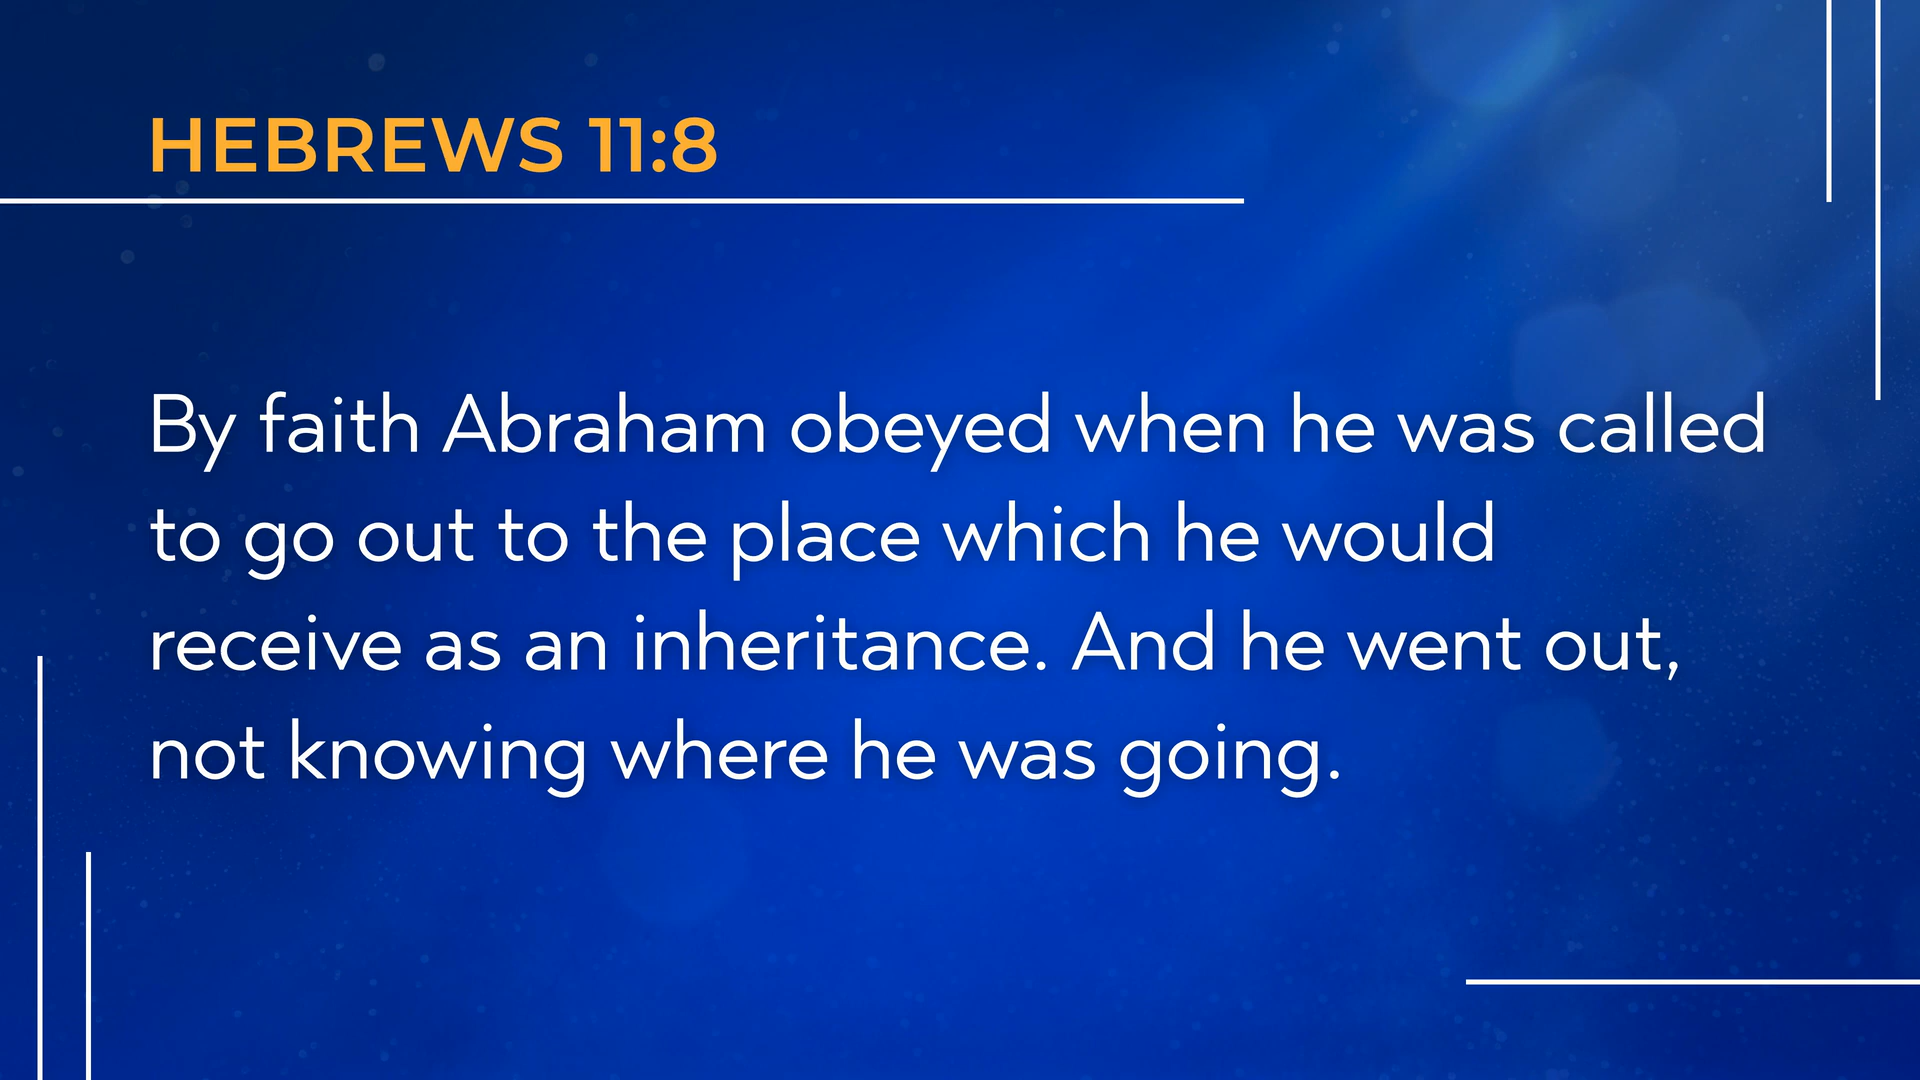 HEBREWS 11:8
By faith Abraham obeyed when he was called
to go out to the place which he would
receive as an inheritance. And he went out,
not knowing where he was going.